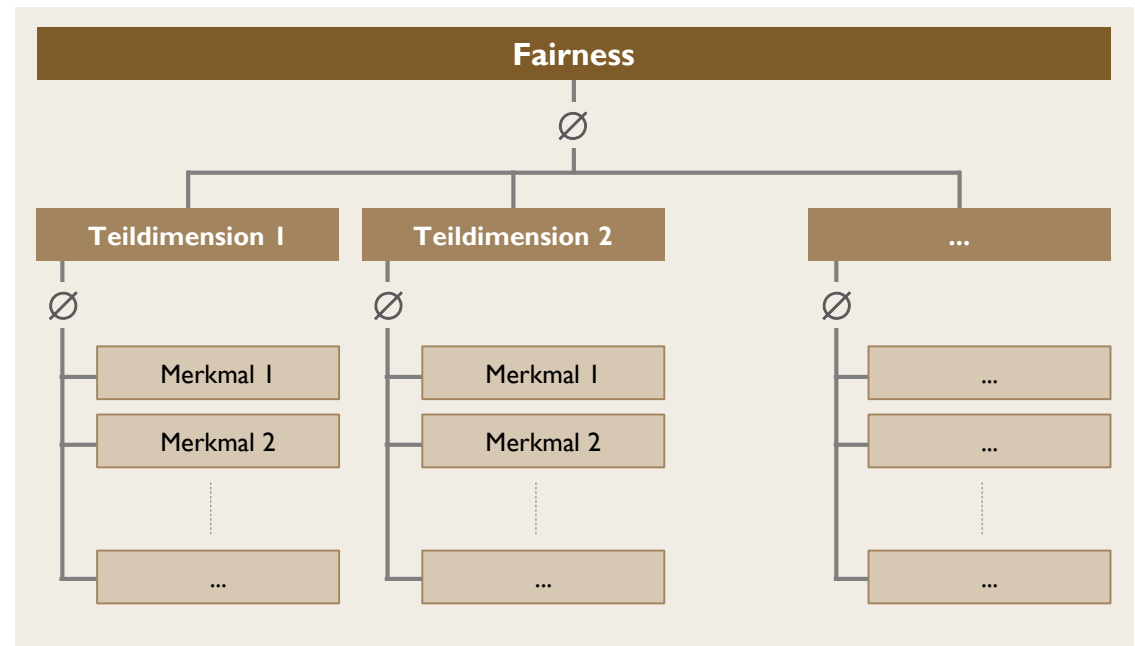 Fairness
∅
Teildimension 1
Teildimension 2
...
∅
∅
∅
Merkmal 1
Merkmal 1
...
Merkmal 2
Merkmal 2
...
...
...
...